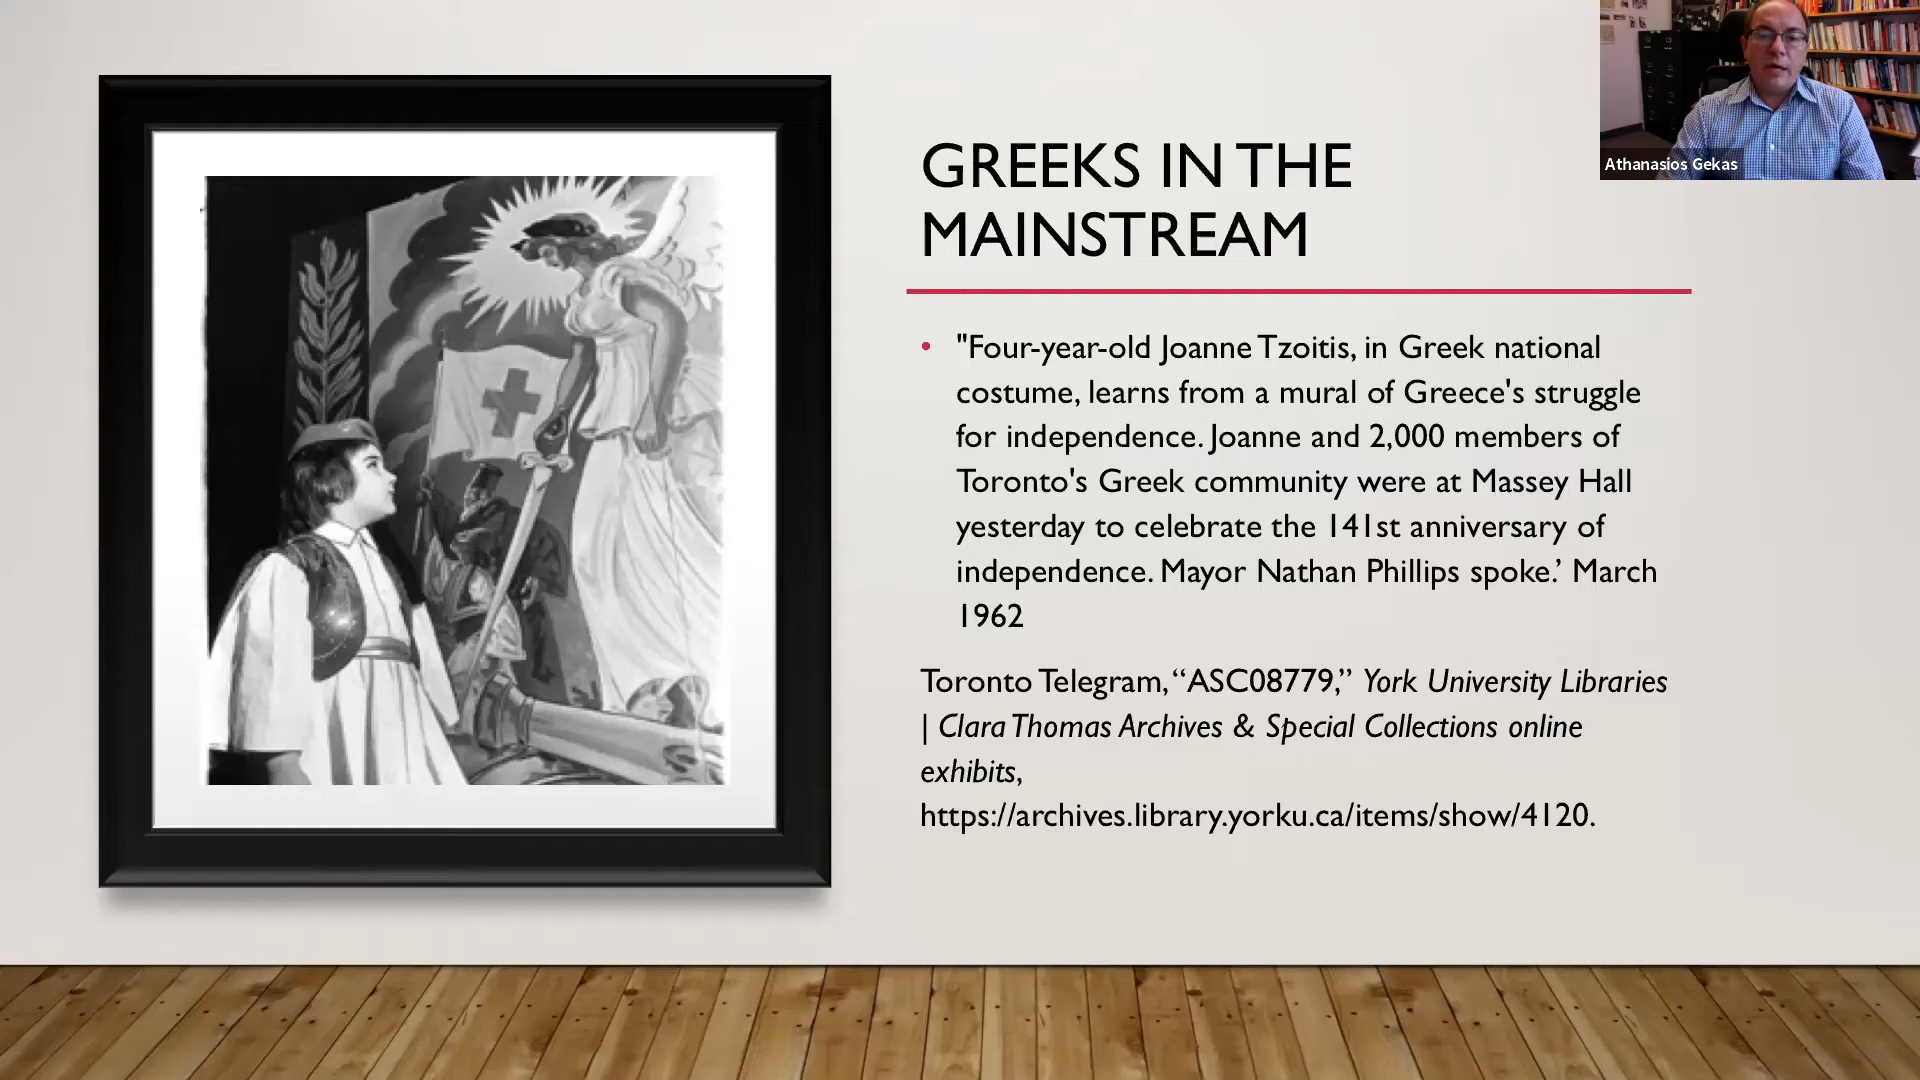 Athanasios Gekas
GREEKS IN THE
MAINSTREAM
• "Four-year-old Joanne Tzoitis, in Greek national
costume, learns from a mural of Greece's struggle
for independence. Joanne and 2,000 members of
Toronto's Greek community were at Massey Hall
yesterday to celebrate the 141st anniversary of
independence. Mayor Nathan Phillips spoke.’ March
1962
Toronto Telegram, “ASC08779,” York University Libraries
| Clara Thomas Archives & Special Collections online
exhibits,
https://archives.library.yorku.ca/items/show/4120.